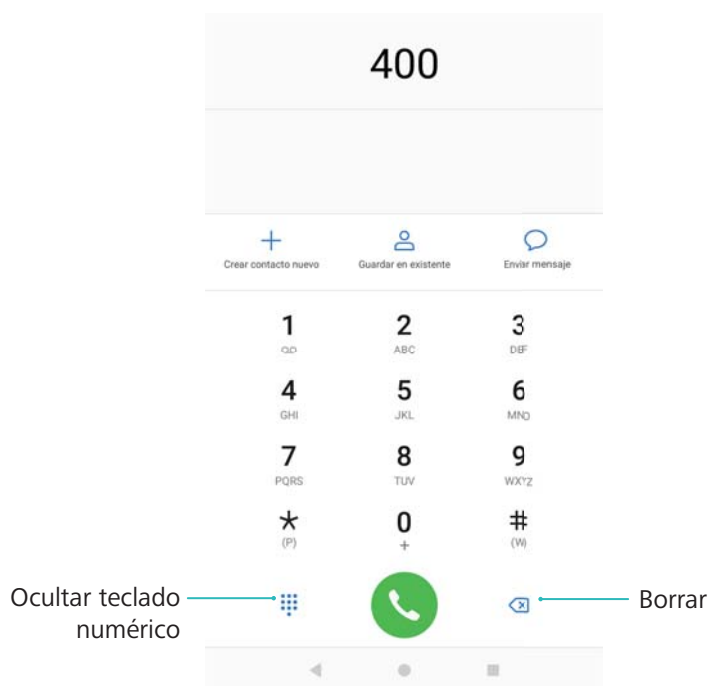 400
Crear contacto nuevo Guardar en existente Enviar mensaje
1 2 3
ABC DEF
4 5 6
GHI JKL MNO
7 8 9
PQRS TUV WXYZ
* 0 #
(P) + (W)
Ocultar teclado
numérico
Borrar